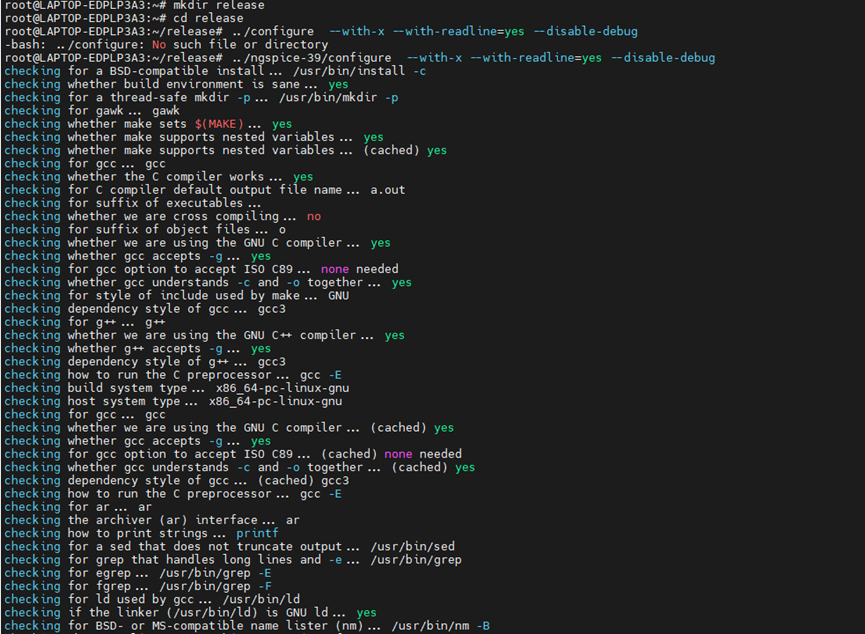 root@LAPTOP-EDPLP3A3:~# mkdir release
root@LAPTOP-EDPLP3A3:~# cd release
root@LAPTOP-EDPLP3A3:~/release# ../configure  --with-x --with-readline=yes --disable-debug
-bash: ../configure: No such file or directory
root@LAPTOP-EDPLP3A3:~/release# ../ngspice-39/configure  --with-x --with-readline=yes --disable-debug
checking for a BSD-compatible install... /usr/bin/install -c
checking whether build environment is sane... yes
checking for a thread-safe mkdir -p... /usr/bin/mkdir -p
checking for gawk... gawk
checking whether make sets $(MAKE)... yes
checking whether make supports nested variables... yes
checking whether make supports nested variables... (cached) yes
checking for gcc... gcc
checking whether the C compiler works... yes
checking for C compiler default output file name... a.out
checking for suffix of executables...
checking whether we are cross compiling... no
checking for suffix of object files... o
checking whether we are using the GNU C compiler... yes
checking whether gcc accepts -g... yes
checking for gcc option to accept ISO C89... none needed
checking whether gcc understands -c and -o together... yes
checking for style of include used by make... GNU
checking dependency style of gcc... gcc3
checking for g++... g++
checking whether we are using the GNU C++ compiler... yes
checking whether g++ accepts -g... yes
checking dependency style of g++... gcc3
checking how to run the C preprocessor... gcc -E
checking build system type... x86_64-pc-linux-gnu
checking host system type... x86_64-pc-linux-gnu
checking for gcc... gcc
checking whether we are using the GNU C compiler... (cached) yes
checking whether gcc accepts -g... yes
checking for gcc option to accept ISO C89... (cached) none needed
checking whether gcc understands -c and -o together... (cached) yes
checking dependency style of gcc... (cached) gcc3
checking how to run the C preprocessor... gcc -E
checking for ar... ar
checking the archiver (ar) interface... ar
checking how to print strings... printf
checking for a sed that does not truncate output... /usr/bin/sed
checking for grep that handles long lines and -e... /usr/bin/grep
checking for egrep... /usr/bin/grep -E
checking for fgrep... /usr/bin/grep -F
checking for ld used by gcc... /usr/bin/ld
checking if the linker (/usr/bin/ld) is GNU ld... yes
checking for BSD- or MS-compatible name lister (nm)... /usr/bin/nm -B